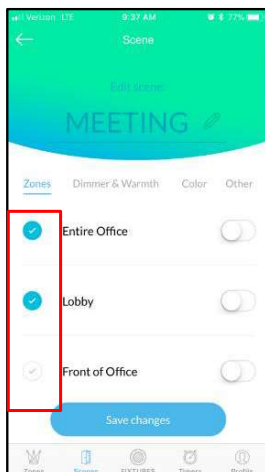 Verizon LTE 9:37 AM 77%
Scene
Edit scene
MEETING
Zones Dimmer & Warmth Color Other
Entire Office
Lobby
Front of Office
Save changes
Zones Scenes FIXTURES Timers Profile